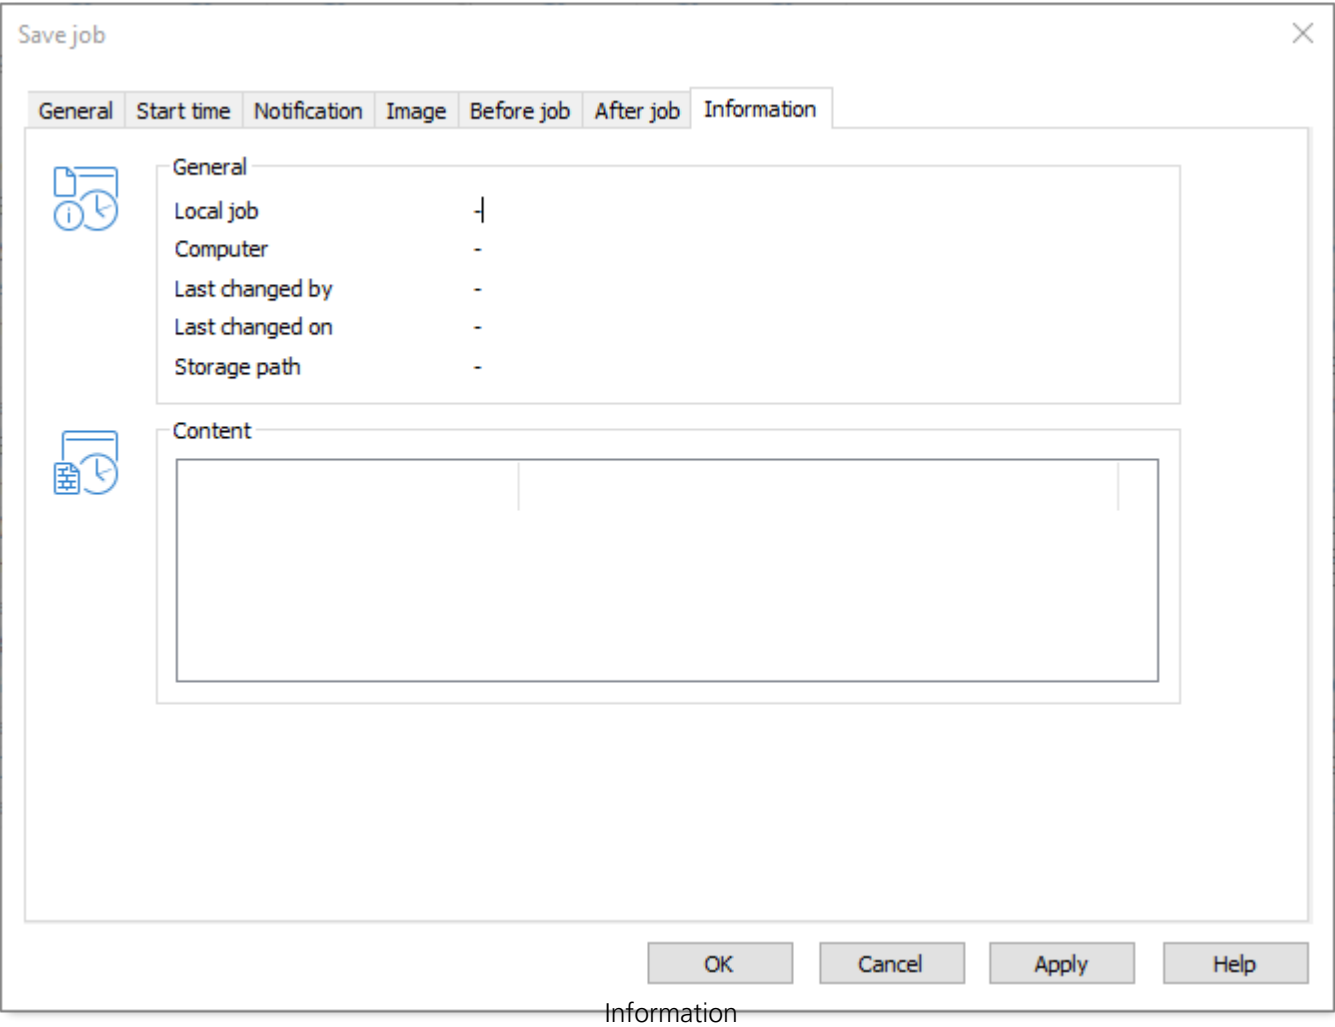 Save job
General Start time Notification Image Before job After job Information
General
Local job -
Computer -
Last changed by -
Last changed on -
Storage path -
Content
OK Cancel Apply Help
Information